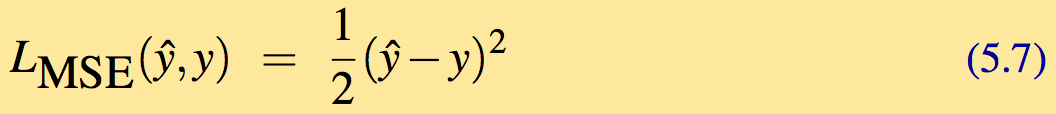 L_MSE(ŷ,y) = 1/2(ŷ−y)² (5.7)